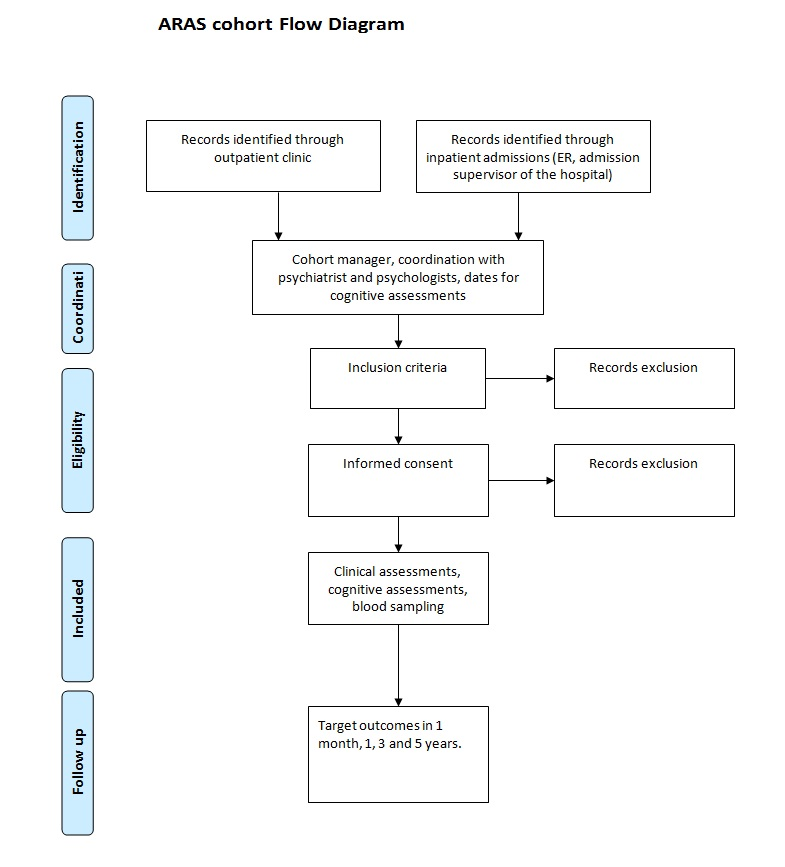 ARAS cohort Flow Diagram
Identification
Records identified through
outpatient clinic
Records identified through
inpatient admissions (ER, admission
supervisor of the hospital)
Coordinati
Cohort manager, coordination with
psychiatrist and psychologists, dates for
cognitive assessments
Eligibility
Inclusion criteria
Records exclusion
Informed consent
Records exclusion
Included
Clinical assessments,
cognitive assessments,
blood sampling
Follow up
Target outcomes in 1
month, 1, 3 and 5 years.